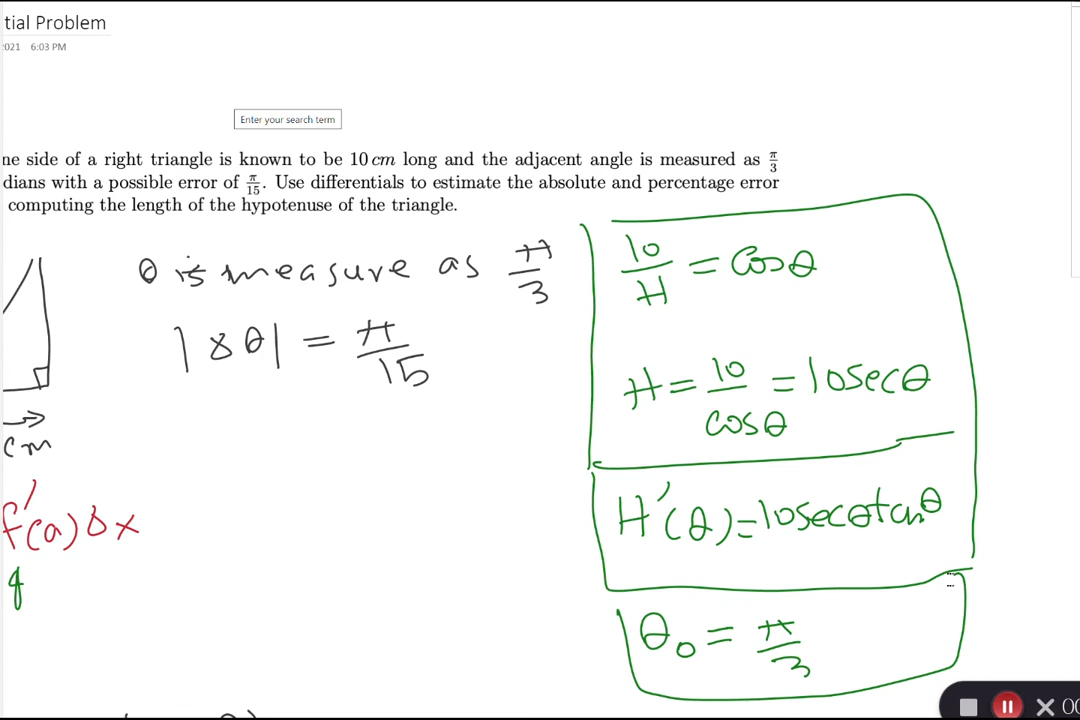 tial Problem
021 6:03 PM
Enter your search term
ne side of a right triangle is known to be 10 cm long and the adjacent angle is measured as π/3
dians with a possible error of π/15. Use differentials to estimate the absolute and percentage error
computing the length of the hypotenuse of the triangle.
θ is measure as π/3
|δθ| = π/15
cm
f'(a)Δx
10/H = cosθ
H = 10/cosθ = 10secθ
H'(θ)=10secθtanθ
θ₀ = π/3